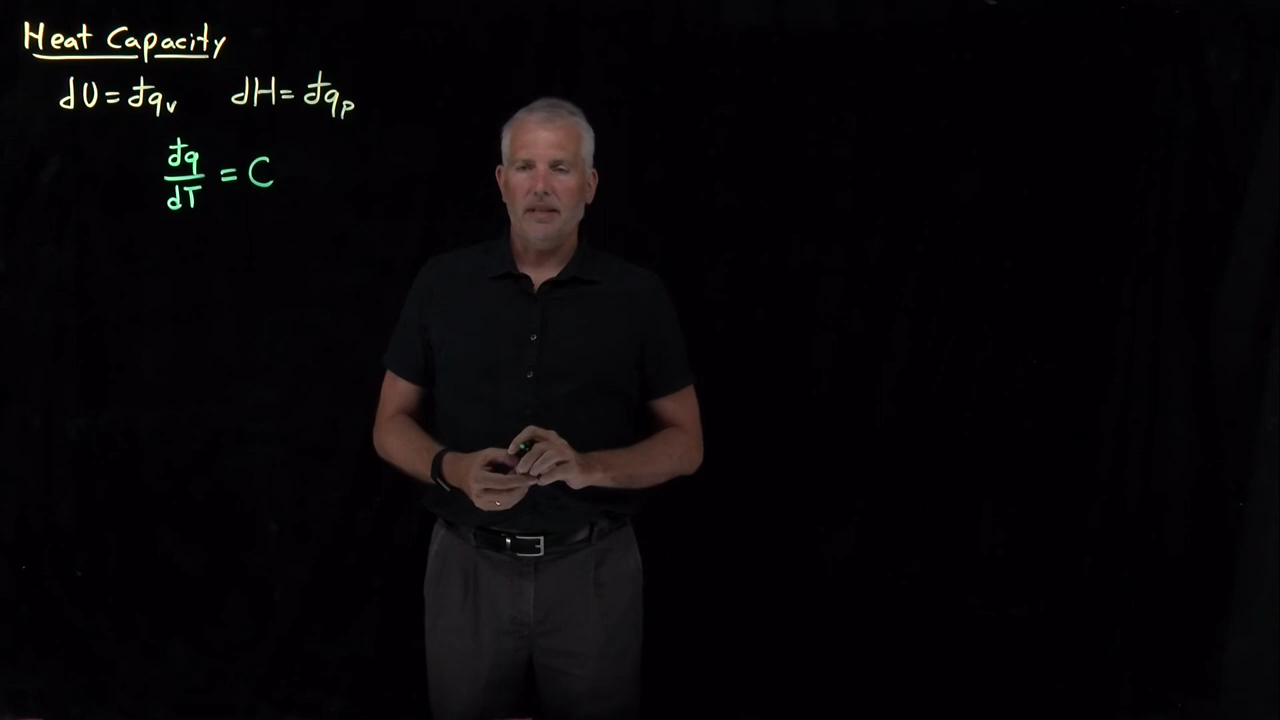 Heat Capacity
dU = đq_v    dH = đq_p
đq/dT = C